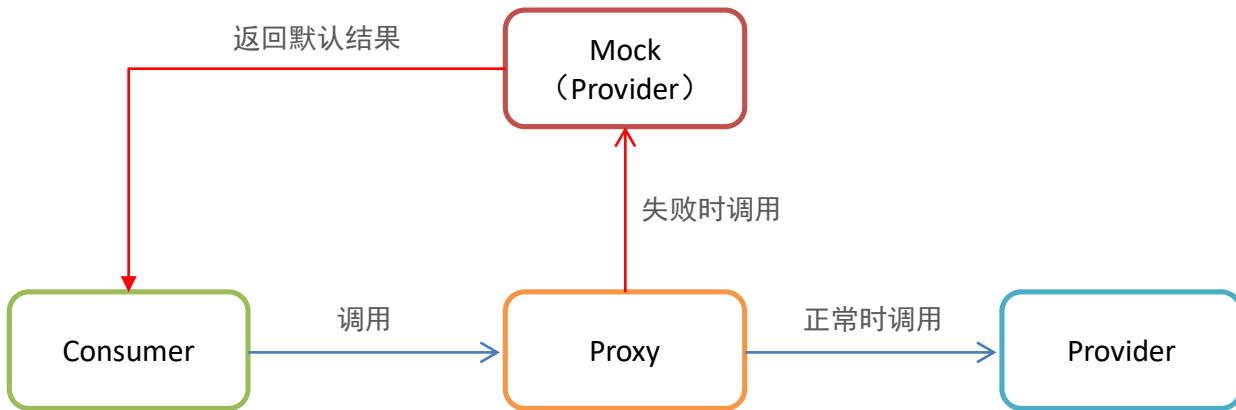 返回默认结果
Mock
（Provider）
失败时调用
Consumer
调用
Proxy
正常时调用
Provider